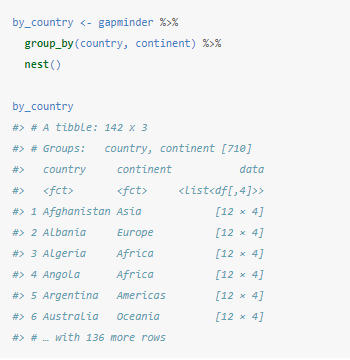 by_country <- gapminder %>%
  group_by(country, continent) %>%
  nest()

by_country
#> # A tibble: 142 x 3
#> # Groups:   country, continent [710]
#>   country     continent           data
#>   <fct>       <fct>     <list<df[,4]>>
#> 1 Afghanistan Asia            [12 × 4]
#> 2 Albania     Europe          [12 × 4]
#> 3 Algeria     Africa          [12 × 4]
#> 4 Angola      Africa          [12 × 4]
#> 5 Argentina   Americas        [12 × 4]
#> 6 Australia   Oceania         [12 × 4]
#> # … with 136 more rows